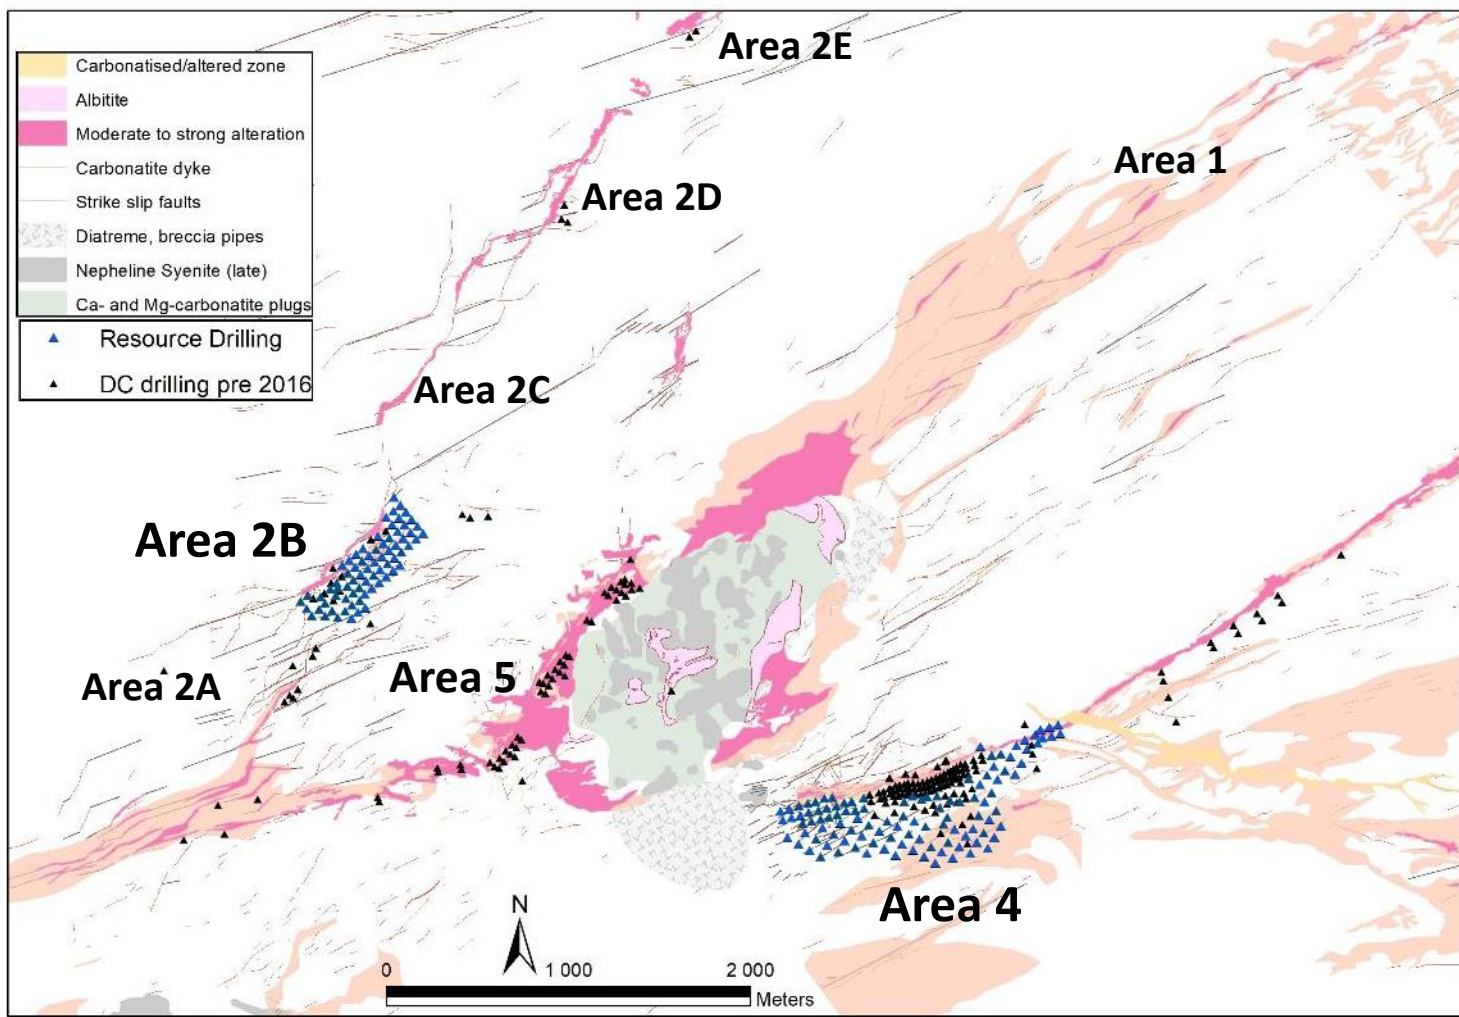 Area 2E
Carbonatised/altered zone
Albitite
Moderate to strong alteration
Carbonatite dyke
Strike slip faults
Diatreme, breccia pipes
Nepheline Syenite (late)
Ca- and Mg-carbonatite plugs
Resource Drilling
DC drilling pre 2016
Area 1
Area 2D
Area 2C
Area 2B
Area 5
Area 2A
Area 4
N
0 1 000 2 000
Meters